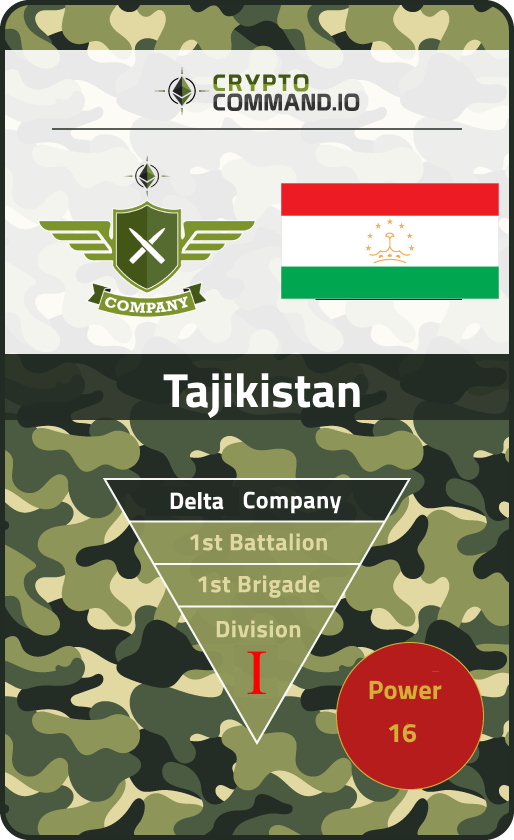 CRYPTO
COMMAND.IO
COMPANY
Tajikistan
Delta Company
1st Battalion
1st Brigade
Division
I
Power
16